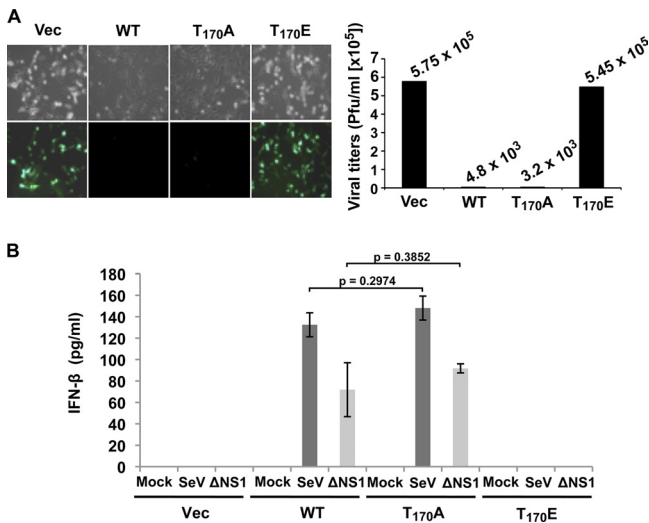 A
Vec WT T170A T170E
Viral titers (Pfu/ml [x10⁵])
7
6
5
4
3
2
1
0
5.75 x 10⁵
4.8 x 10³
3.2 x 10³
5.45 x 10⁵
Vec WT T170A T170E
B
p = 0.3852
p = 0.2974
IFN-β (pg/ml)
180
160
140
120
100
80
60
40
20
0
Mock SeV ΔNS1 Mock SeV ΔNS1 Mock SeV ΔNS1 Mock SeV ΔNS1
Vec WT T170A T170E